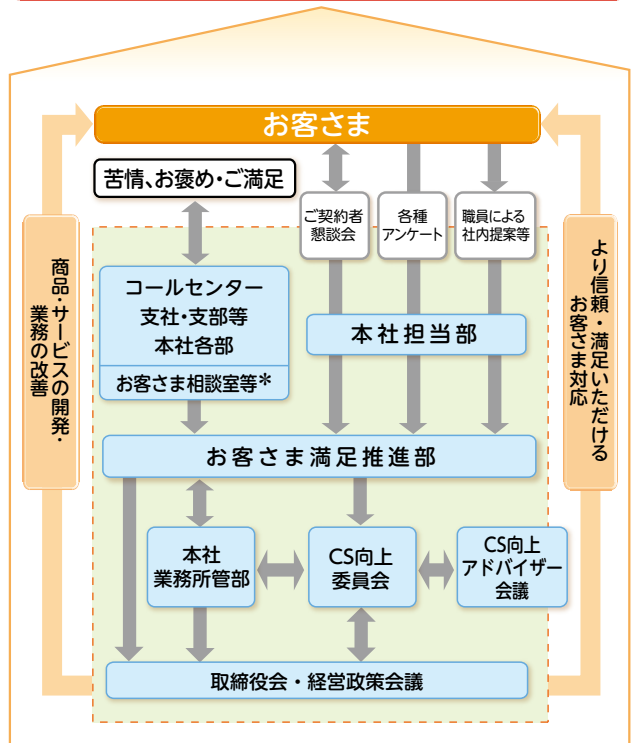 お客さま
苦情、お褒め・ご満足
ご契約者
懇談会
各種
アンケート
職員による
社内提案等
商品・サービスの開発・
業務の改善
より信頼・満足いただける
お客さま対応
コールセンター
支社・支部等
本社各部
お客さま相談室等*
本社担当部
お客さま満足推進部
本社
業務所管部
CS向上
委員会
CS向上
アドバイザー
会議
取締役会・経営政策会議